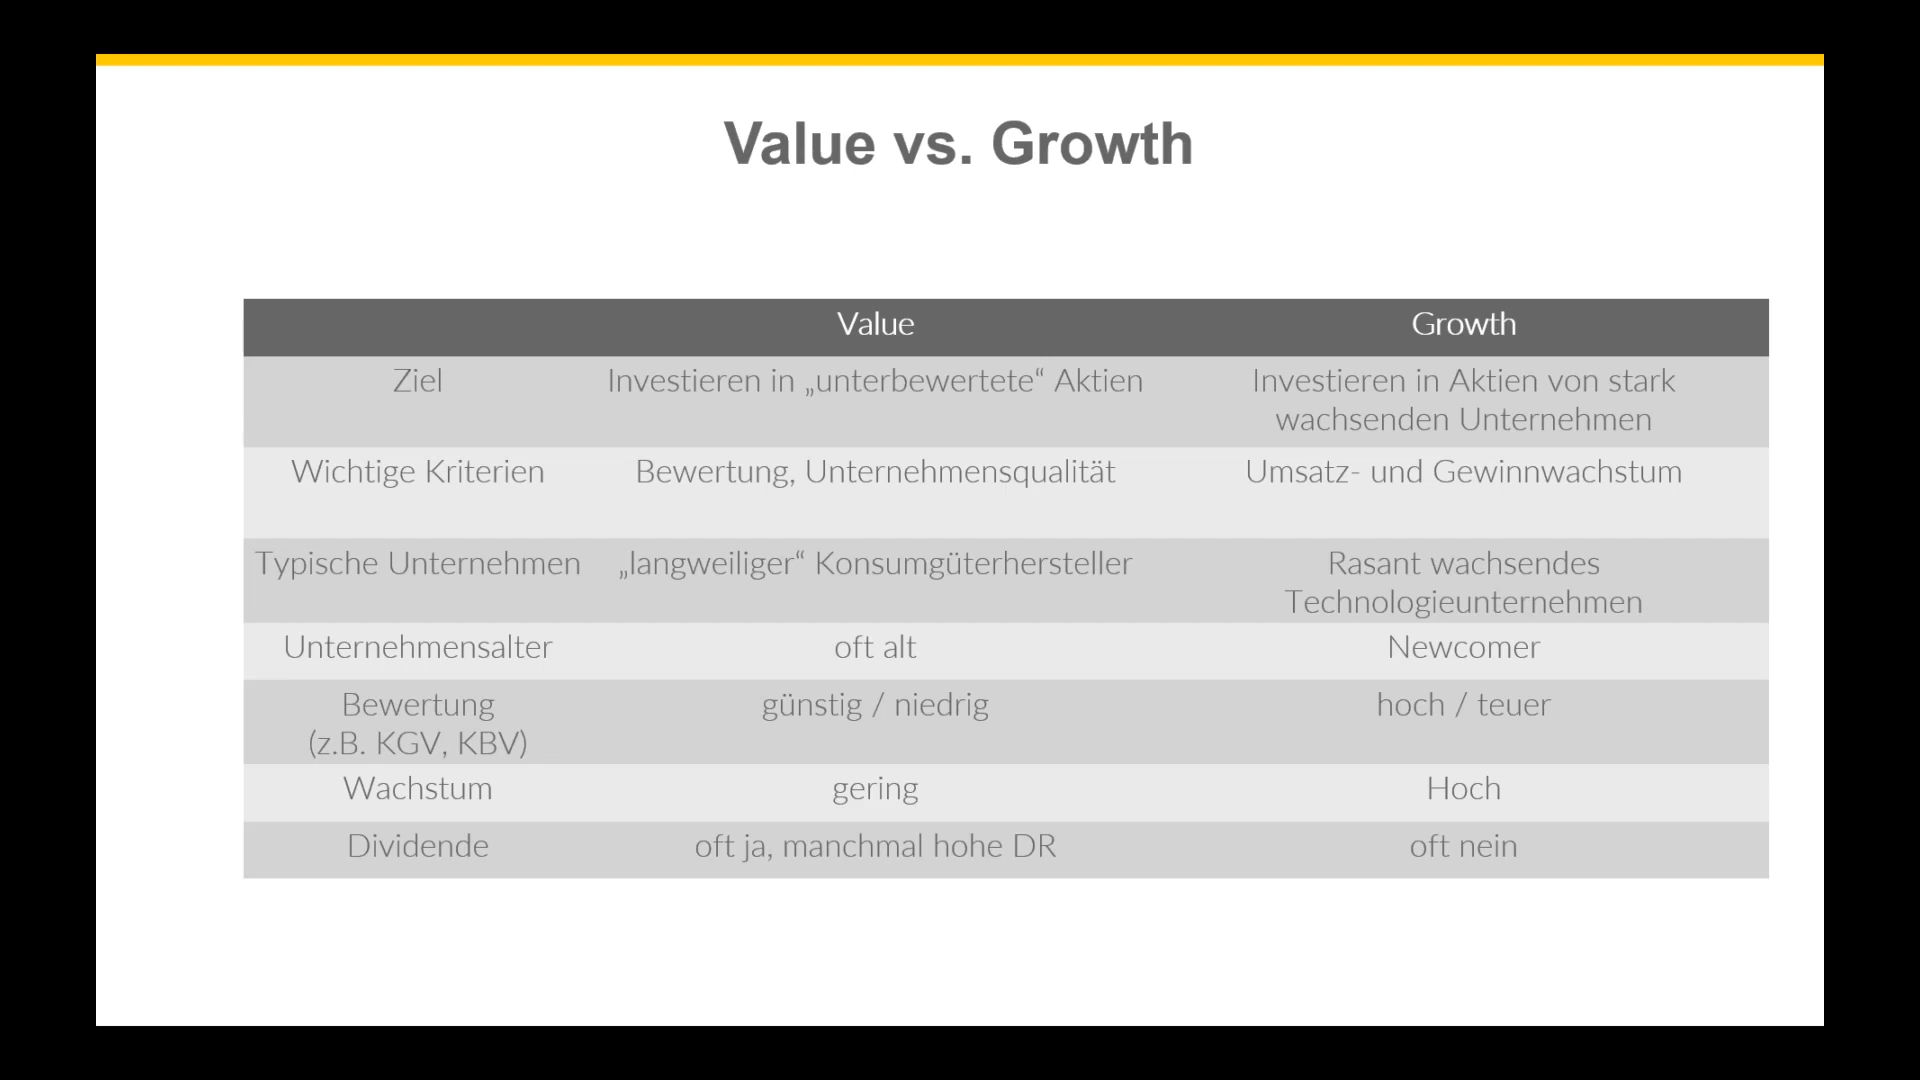 Value vs. Growth
Value Growth
Ziel Investieren in „unterbewertete“ Aktien Investieren in Aktien von stark
wachsenden Unternehmen
Wichtige Kriterien Bewertung, Unternehmensqualität Umsatz- und Gewinnwachstum
Typische Unternehmen „langweiliger“ Konsumgüterhersteller Rasant wachsendes
Technologieunternehmen
Unternehmensalter oft alt Newcomer
Bewertung günstig / niedrig hoch / teuer
(z.B. KGV, KBV)
Wachstum gering Hoch
Dividende oft ja, manchmal hohe DR oft nein